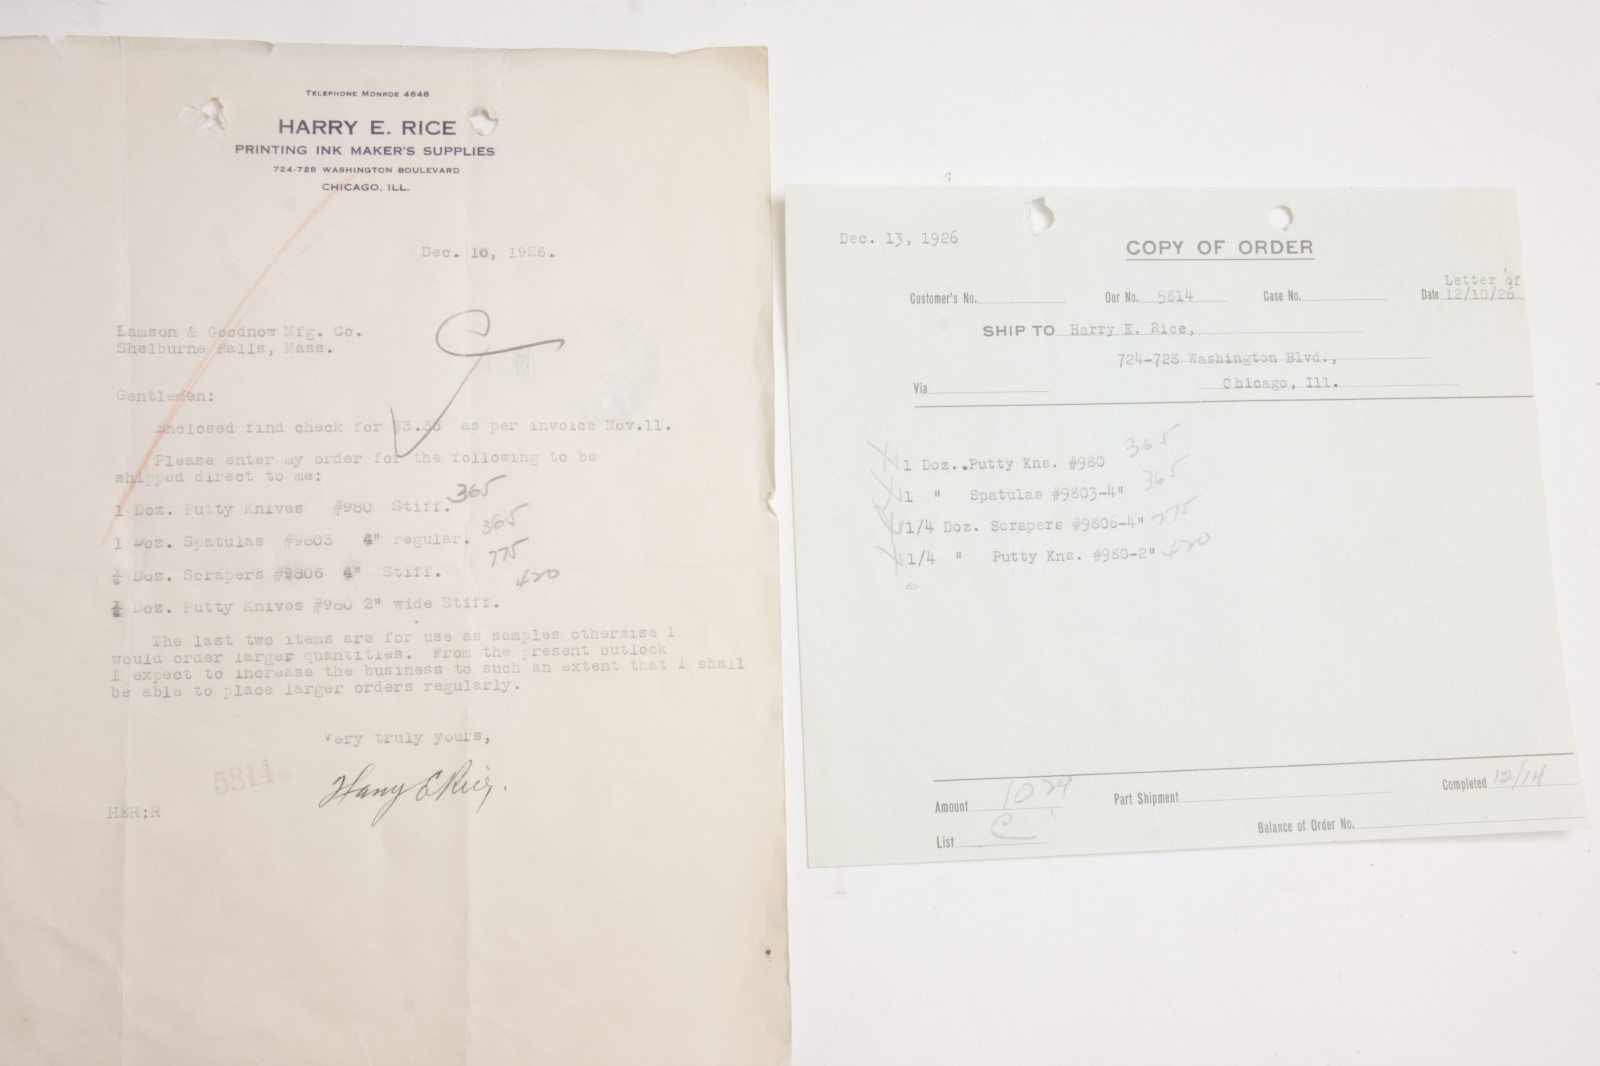 TELEPHONE MONROE 4648
HARRY E. RICE
PRINTING INK MAKER'S SUPPLIES
724-728 WASHINGTON BOULEVARD
CHICAGO, ILL.
Dec. 10, 1926.
Lamson & Goodnow Mfg. Co.
Shelburne Falls, Mass.
Gentlemen:
Enclosed find check for as per invoice Nov.11.
Please enter my order for the following to be
shipped direct to me:
1 Doz. Putty Knives #980 Stiff. 365
1 Doz. Spatulas #9803 4" regular. 365
Doz. Scrapers #9806 4" Stiff. 775
Doz. Putty Knives #980 2" wide Stiff. 420
The last two items are for use as samples otherwise I
would order larger quantities. From the present outlook
I expect to increase the business to such an extent that I shall
be able to place larger orders regularly.
Very truly yours,
Harry E Rice.
5814
HER:R
Dec. 13, 1926
COPY OF ORDER
Customer's No. Our No. 5814 Case No. Date Letter of 12/10/26
SHIP TO Harry E. Rice,
724-728 Washington Blvd.,
Via Chicago, Ill.
1 Doz. Putty Kns. #980 365
1 " Spatulas #9803-4" 365
1/4 Doz. Scrapers #9806-4" 775
1/4 " Putty Kns. #980-2" 420
Amount 10 29 Part Shipment Completed 12/14
List C Balance of Order No.